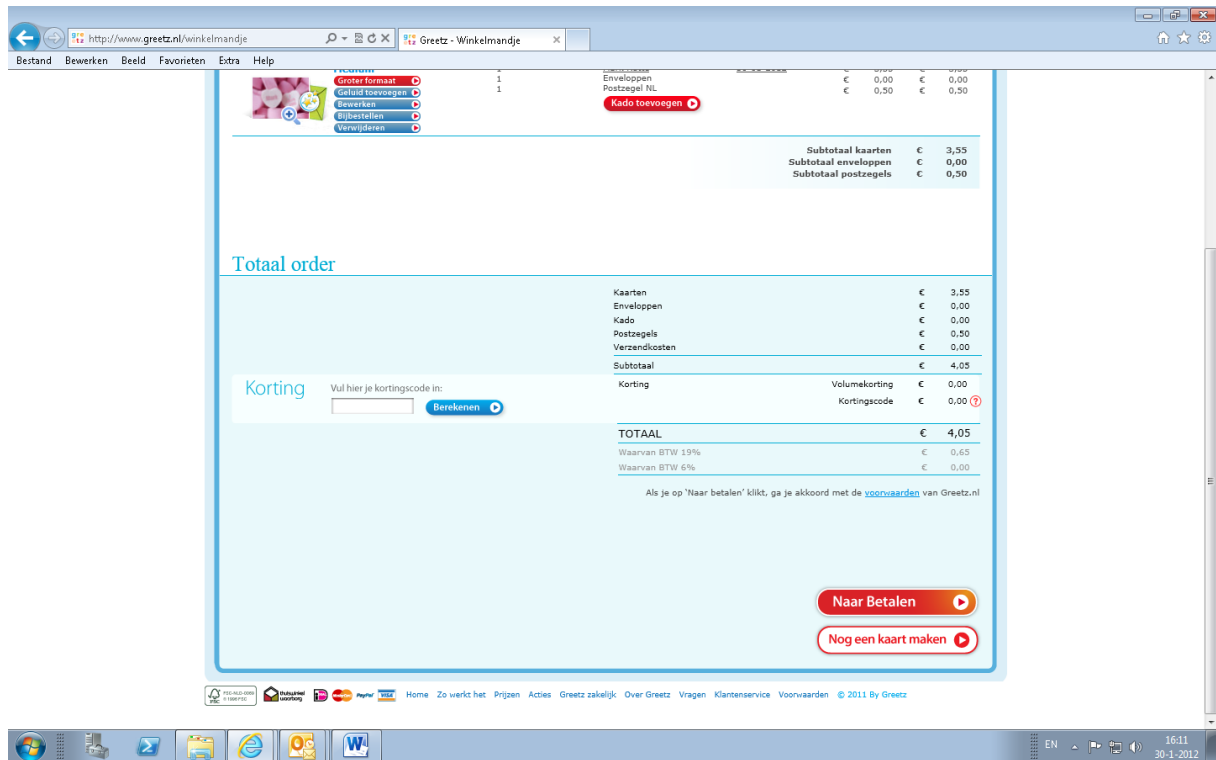 http://www.greetz.nl/winkelmandje
Greetz - Winkelmandje
Bestand Bewerken Beeld Favorieten Extra Help
Groter formaat
Geluid toevoegen
Bewerken
Bijbestellen
Verwijderen
1
1
Enveloppen € 0,00 € 0,00
Postzegel NL € 0,50 € 0,50
Kado toevoegen
Subtotaal kaarten € 3,55
Subtotaal enveloppen € 0,00
Subtotaal postzegels € 0,50
Totaal order
Kaarten € 3,55
Enveloppen € 0,00
Kado € 0,00
Postzegels € 0,50
Verzendkosten € 0,00
Subtotaal € 4,05
Korting
Vul hier je kortingscode in:
Berekenen
Korting Volumekorting € 0,00
Kortingscode € 0,00 ?
TOTAAL € 4,05
Waarvan BTW 19% € 0,65
Waarvan BTW 6% € 0,00
Als je op 'Naar betalen' klikt, ga je akkoord met de voorwaarden van Greetz.nl
Naar Betalen
Nog een kaart maken
thuiswinkel waarborg PayPal VISA Home Zo werkt het Prijzen Acties Greetz zakelijk Over Greetz Vragen Klantenservice Voorwaarden © 2011 By Greetz
EN 16:11
30-1-2012